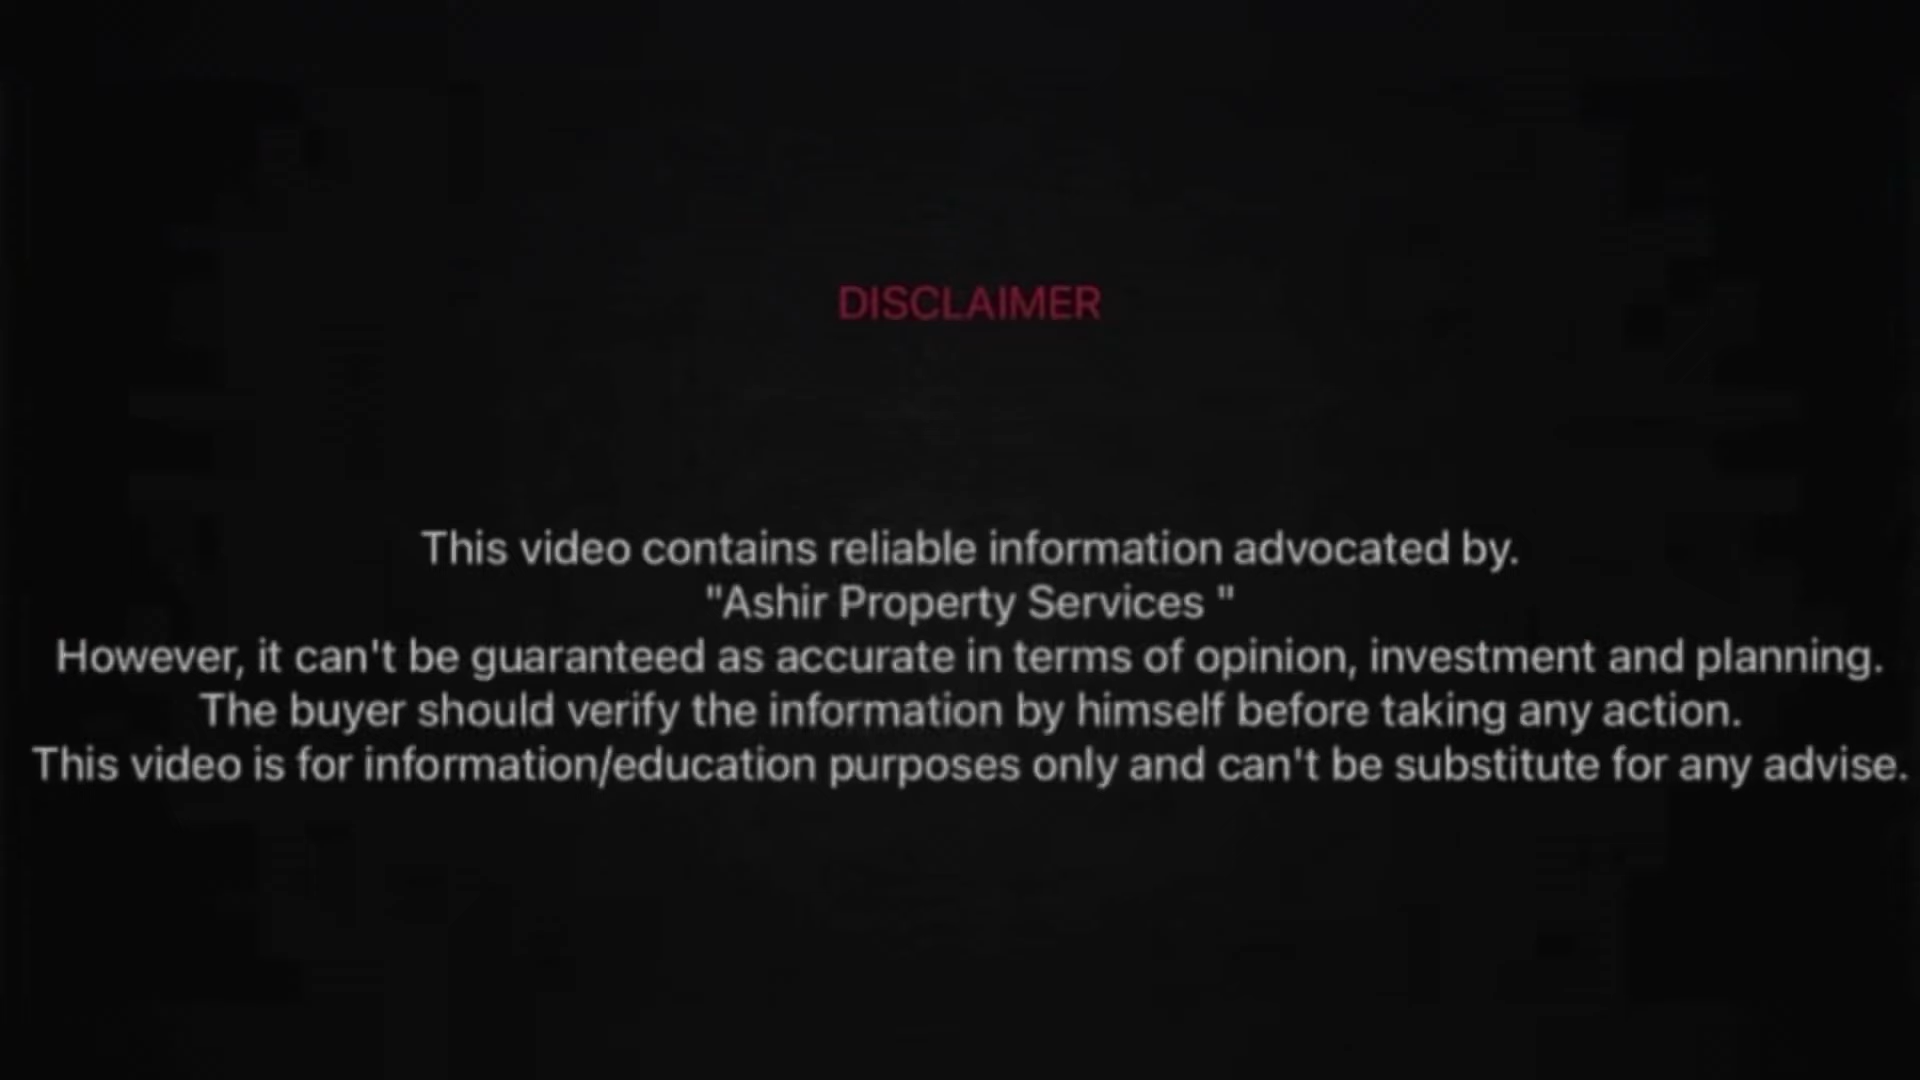 DISCLAIMER
This video contains reliable information advocated by.
"Ashir Property Services "
However, it can't be guaranteed as accurate in terms of opinion, investment and planning.
The buyer should verify the information by himself before taking any action.
This video is for information/education purposes only and can't be substitute for any advise.